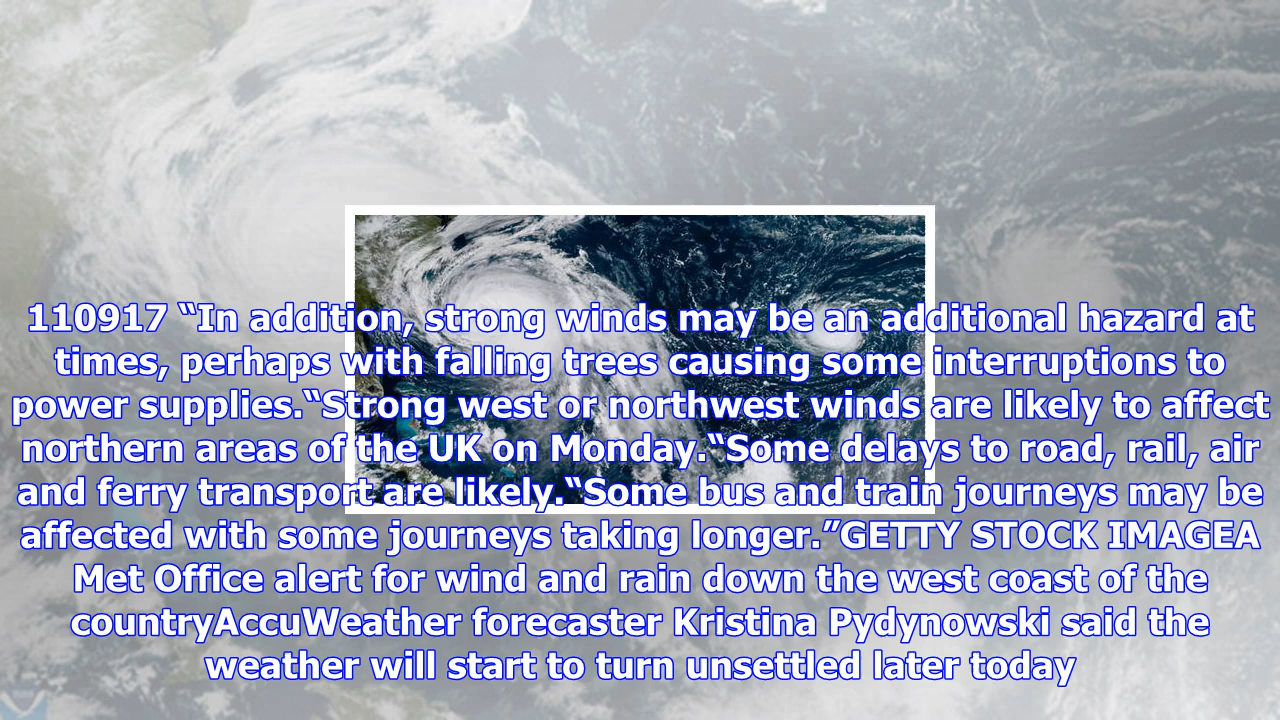 110917 “In addition, strong winds may be an additional hazard at
times, perhaps with falling trees causing some interruptions to
power supplies.“Strong west or northwest winds are likely to affect
northern areas of the UK on Monday.“Some delays to road, rail, air
and ferry transport are likely.“Some bus and train journeys may be
affected with some journeys taking longer.”GETTY STOCK IMAGEA
Met Office alert for wind and rain down the west coast of the
countryAccuWeather forecaster Kristina Pydynowski said the
weather will start to turn unsettled later today